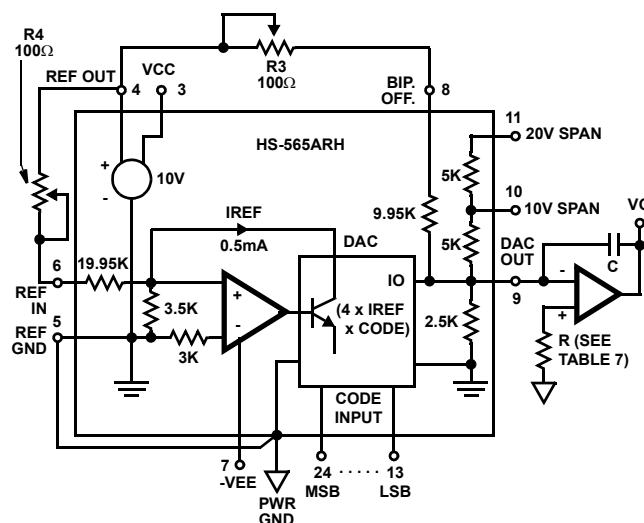 R4
100Ω
R3
100Ω
REF OUT
4
VCC
3
BIP.
OFF.
8
11
20V SPAN
HS-565ARH
+
-
10V
5K
10
10V SPAN
9.95K
5K
IREF
0.5mA
DAC
DAC
OUT
9
6
REF
IN
19.95K
IO
C
-
+
3.5K
+
-
(4 x IREF
x CODE)
2.5K
5
REF
GND
3K
R (SEE
TABLE 7)
CODE
INPUT
7
-VEE
PWR
GND
24 . . . . . 13
MSB LSB